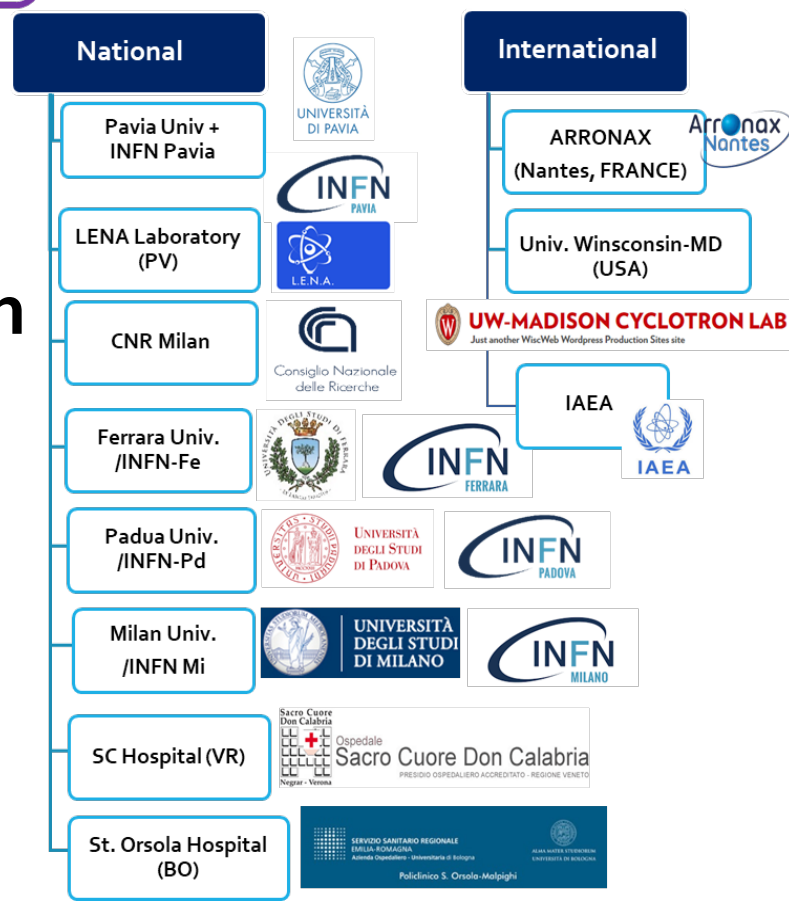 National
UNIVERSITÀ
DI PAVIA
Pavia Univ +
INFN Pavia
INFN
PAVIA
LENA Laboratory
(PV)
L.E.N.A.
n
CNR Milan
Consiglio Nazionale
delle Ricerche
Ferrara Univ.
/INFN-Fe
UNIVERSITÀ DEGLI STUDI DI FERRARA
INFN
FERRARA
Padua Univ.
/INFN-Pd
UNIVERSITÀ
DEGLI STUDI
DI PADOVA
INFN
PADOVA
Milan Univ.
/INFN Mi
UNIVERSITÀ
DEGLI STUDI
DI MILANO
INFN
MILANO
SC Hospital (VR)
Sacro Cuore
Don Calabria
Negrar - Verona
Ospedale
Sacro Cuore Don Calabria
PRESIDIO OSPEDALIERO ACCREDITATO - REGIONE VENETO
St. Orsola Hospital
(BO)
SERVIZIO SANITARIO REGIONALE
EMILIA-ROMAGNA
Azienda Ospedaliero - Universitaria di Bologna
ALMA MATER STUDIORUM
UNIVERSITÀ DI BOLOGNA
Policlinico S. Orsola-Malpighi
International
ARRONAX
(Nantes, FRANCE)
Arronax
Nantes
Univ. Winsconsin-MD
(USA)
W
UW-MADISON CYCLOTRON LAB
Just another WiscWeb Wordpress Production Sites site
IAEA
IAEA